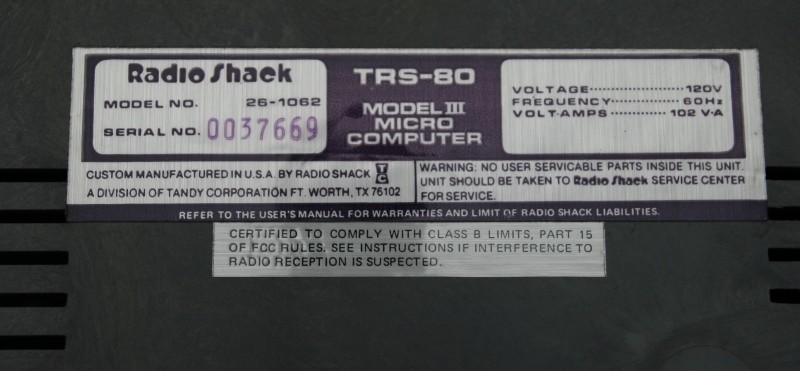 Radio Shack
MODEL NO. 26-1062
SERIAL NO. 0037669
TRS-80
MODEL III
MICRO
COMPUTER
VOLTAGE 120V
FREQUENCY 60Hz
VOLT-AMPS 102 V·A
CUSTOM MANUFACTURED IN U.S.A. BY RADIO SHACK TC
A DIVISION OF TANDY CORPORATION FT. WORTH, TX 76102
WARNING: NO USER SERVICABLE PARTS INSIDE THIS UNIT.
UNIT SHOULD BE TAKEN TO Radio Shack SERVICE CENTER
FOR SERVICE.
REFER TO THE USER'S MANUAL FOR WARRANTIES AND LIMIT OF RADIO SHACK LIABILITIES.
CERTIFIED TO COMPLY WITH CLASS B LIMITS, PART 15
OF FCC RULES. SEE INSTRUCTIONS IF INTERFERENCE TO
RADIO RECEPTION IS SUSPECTED.